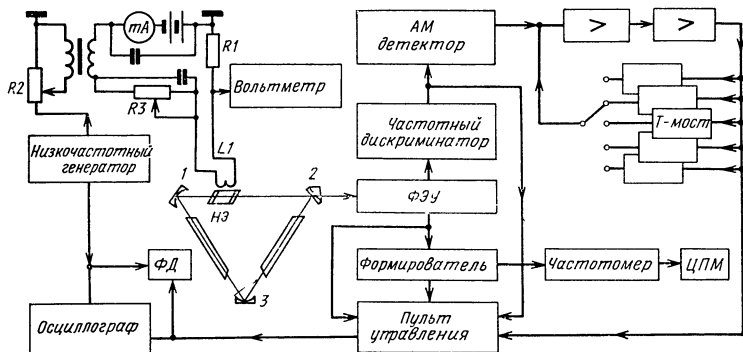 mA
R1
R2
R3
Вольтметр
L1
Низкочастотный
генератор
АМ
детектор
>
>
Т-мост
Частотный
дискриминатор
1
2
3
НЭ
ФЭУ
ФД
Формирователь
Частотомер
ЦПМ
Осциллограф
Пульт
управления